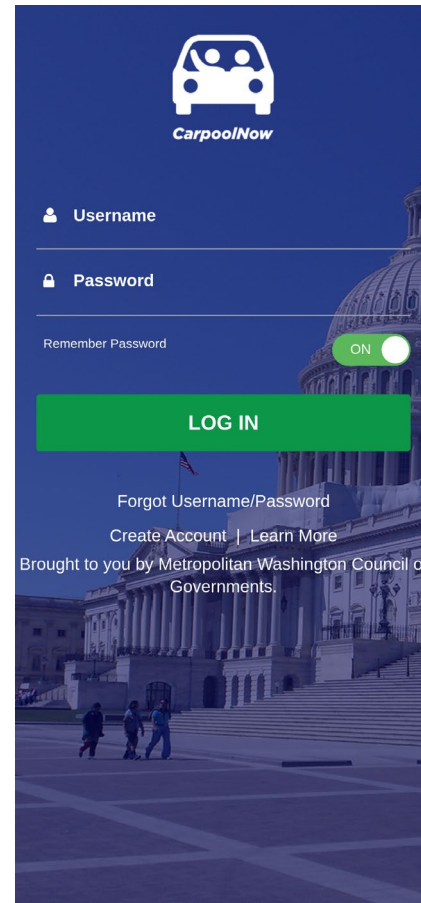 CarpoolNow
Username
Password
Remember Password
ON
LOG IN
Forgot Username/Password
Create Account | Learn More
Brought to you by Metropolitan Washington Council o
Governments.